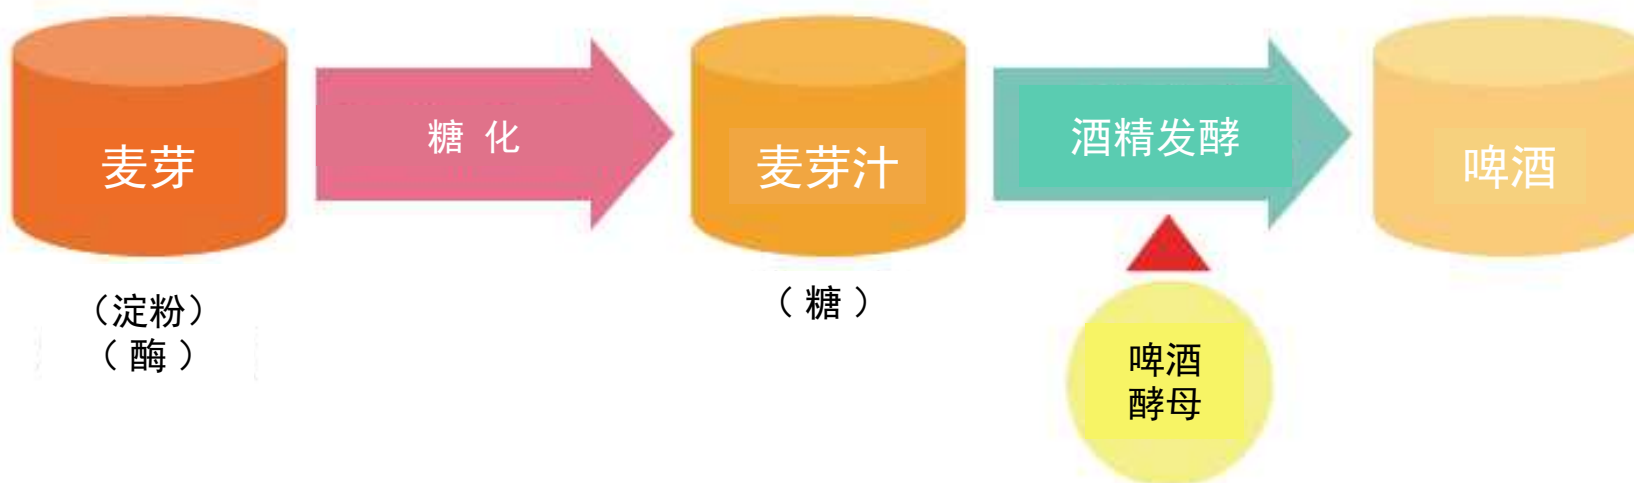 麦芽
糖 化
麦芽汁
酒精发酵
啤酒
（淀粉）
（ 酶 ）
（ 糖 ）
啤酒
酵母